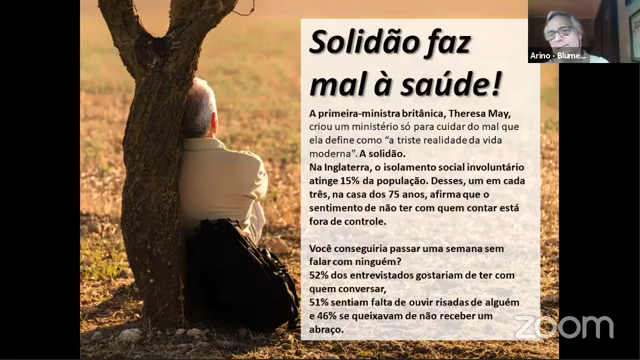 Solidão faz
mal à saúde!
A primeira-ministra britânica, Theresa May,
criou um ministério só para cuidar do mal que
ela define como “a triste realidade da vida
moderna”. A solidão.
Na Inglaterra, o isolamento social involuntário
atinge 15% da população. Desses, um em cada
três, na casa dos 75 anos, afirma que o
sentimento de não ter com quem contar está
fora de controle.
Você conseguiria passar uma semana sem
falar com ninguém?
52% dos entrevistados gostariam de ter com
quem conversar,
51% sentiam falta de ouvir risadas de alguém
e 46% se queixavam de não receber um
abraço.
Arino - Blume...
zoom